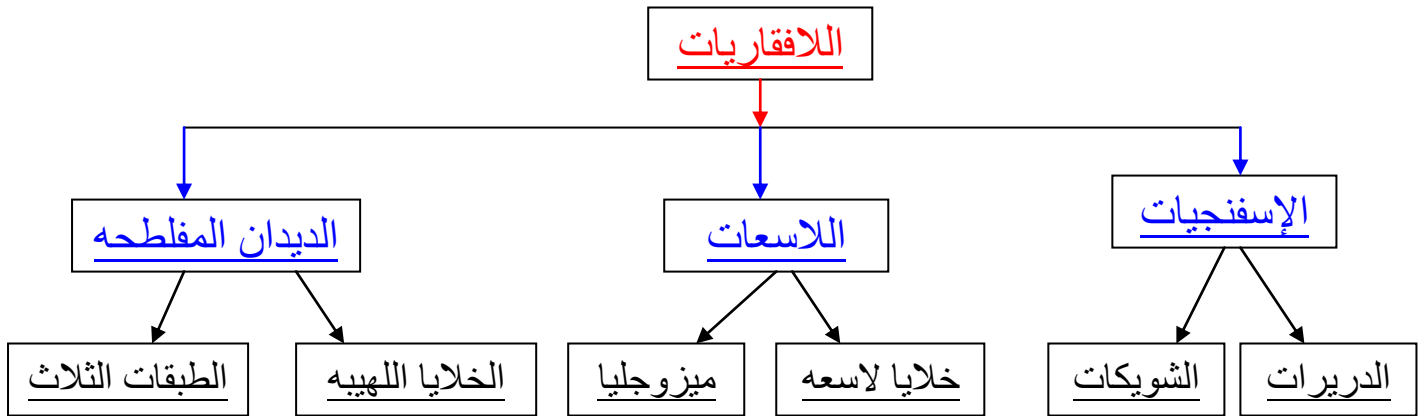 اللافقاريات
الإسفنجيات
اللاسعات
الديدان المفلطحه
الدريرات
الشويكات
خلايا لاسعه
ميزوجليا
الخلايا اللهيبه
الطبقات الثلاث